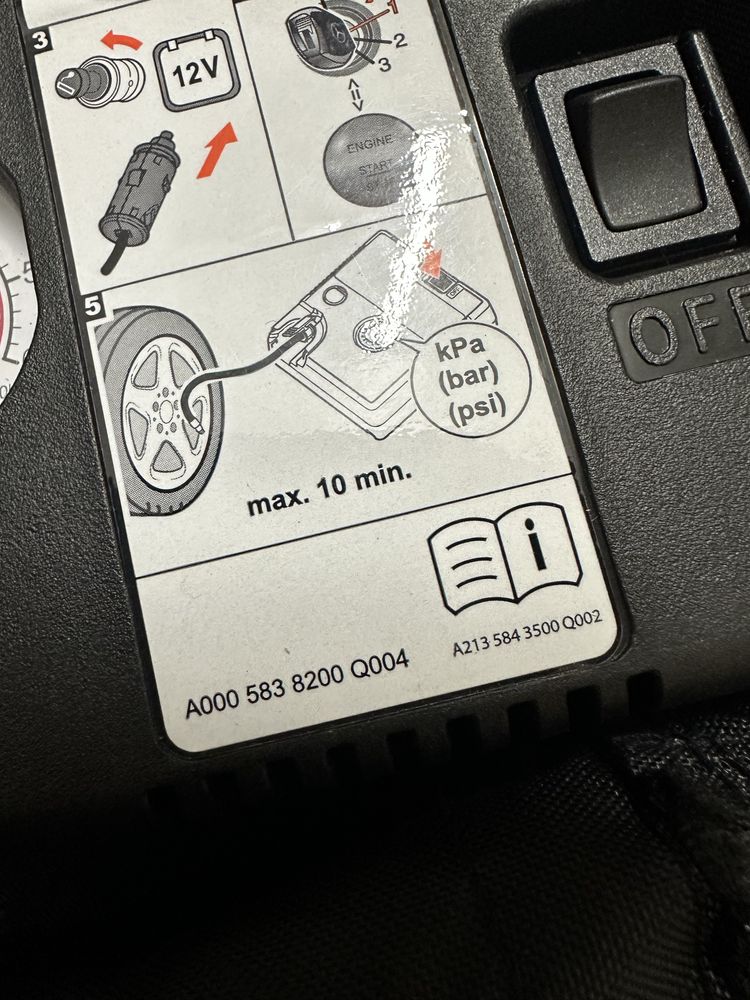 3
12V
1
2
3
ENGINE
START
5
kPa
(bar)
(psi)
max. 10 min.
i
A000 583 8200 Q004
A213 584 3500 Q002
5